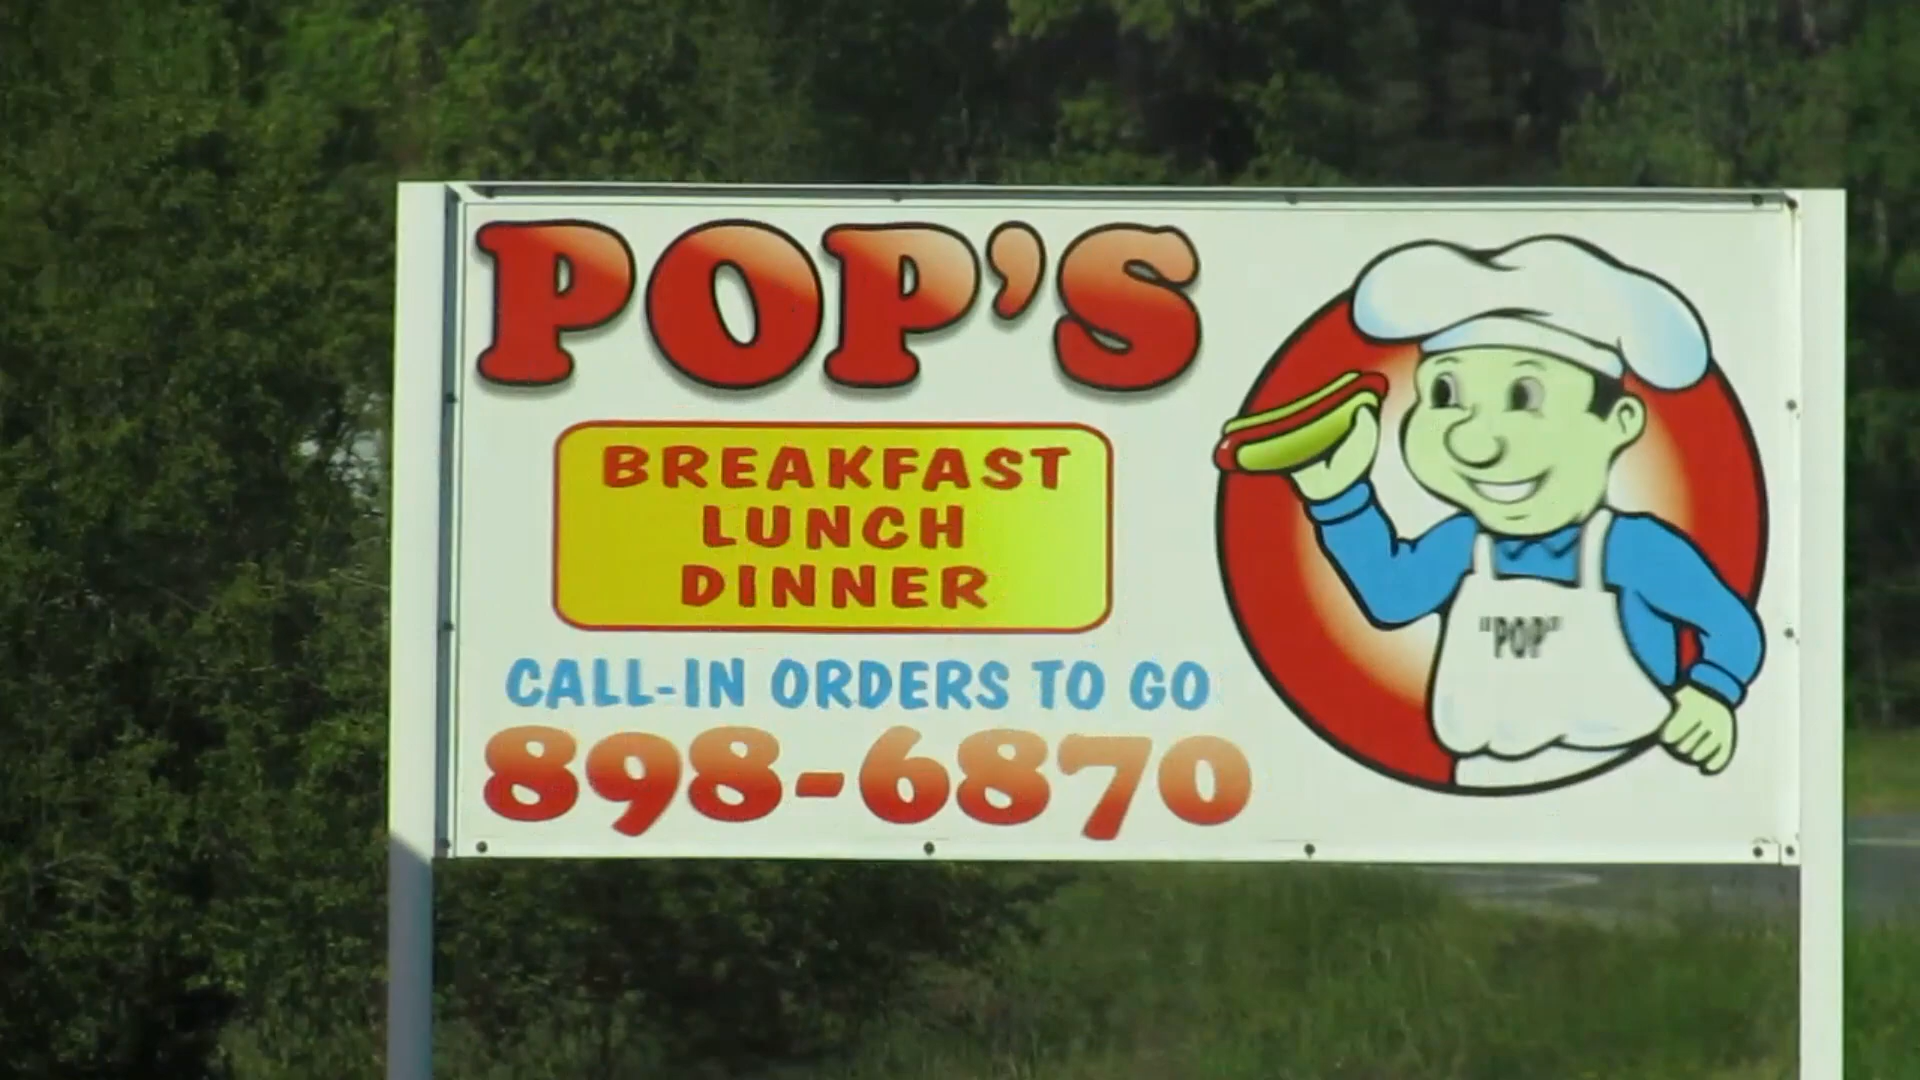 POP'S
BREAKFAST
LUNCH
DINNER
CALL-IN ORDERS TO GO
898-6870
"POP"